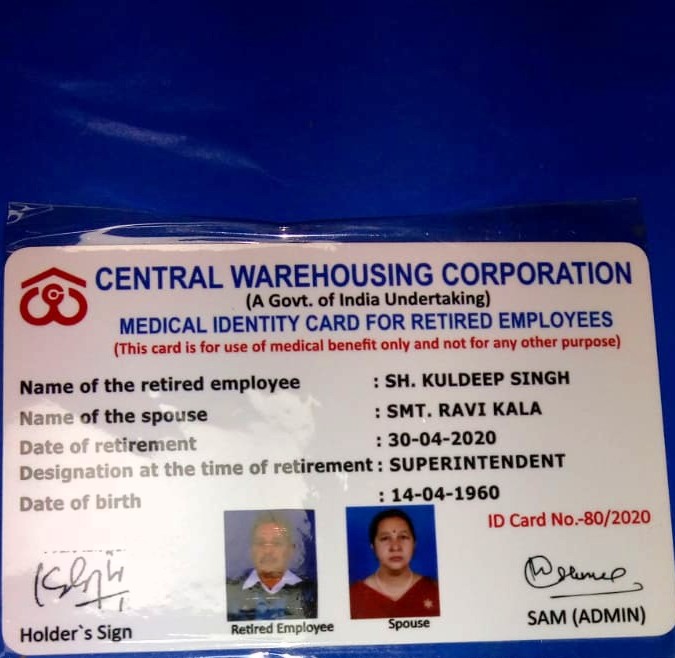 CENTRAL WAREHOUSING CORPORATION
(A Govt. of India Undertaking)
MEDICAL IDENTITY CARD FOR RETIRED EMPLOYEES
(This card is for use of medical benefit only and not for any other purpose)
Name of the retired employee : SH. KULDEEP SINGH
Name of the spouse : SMT. RAVI KALA
Date of retirement : 30-04-2020
Designation at the time of retirement : SUPERINTENDENT
Date of birth : 14-04-1960
ID Card No.-80/2020
Holder`s Sign
Retired Employee
Spouse
SAM (ADMIN)